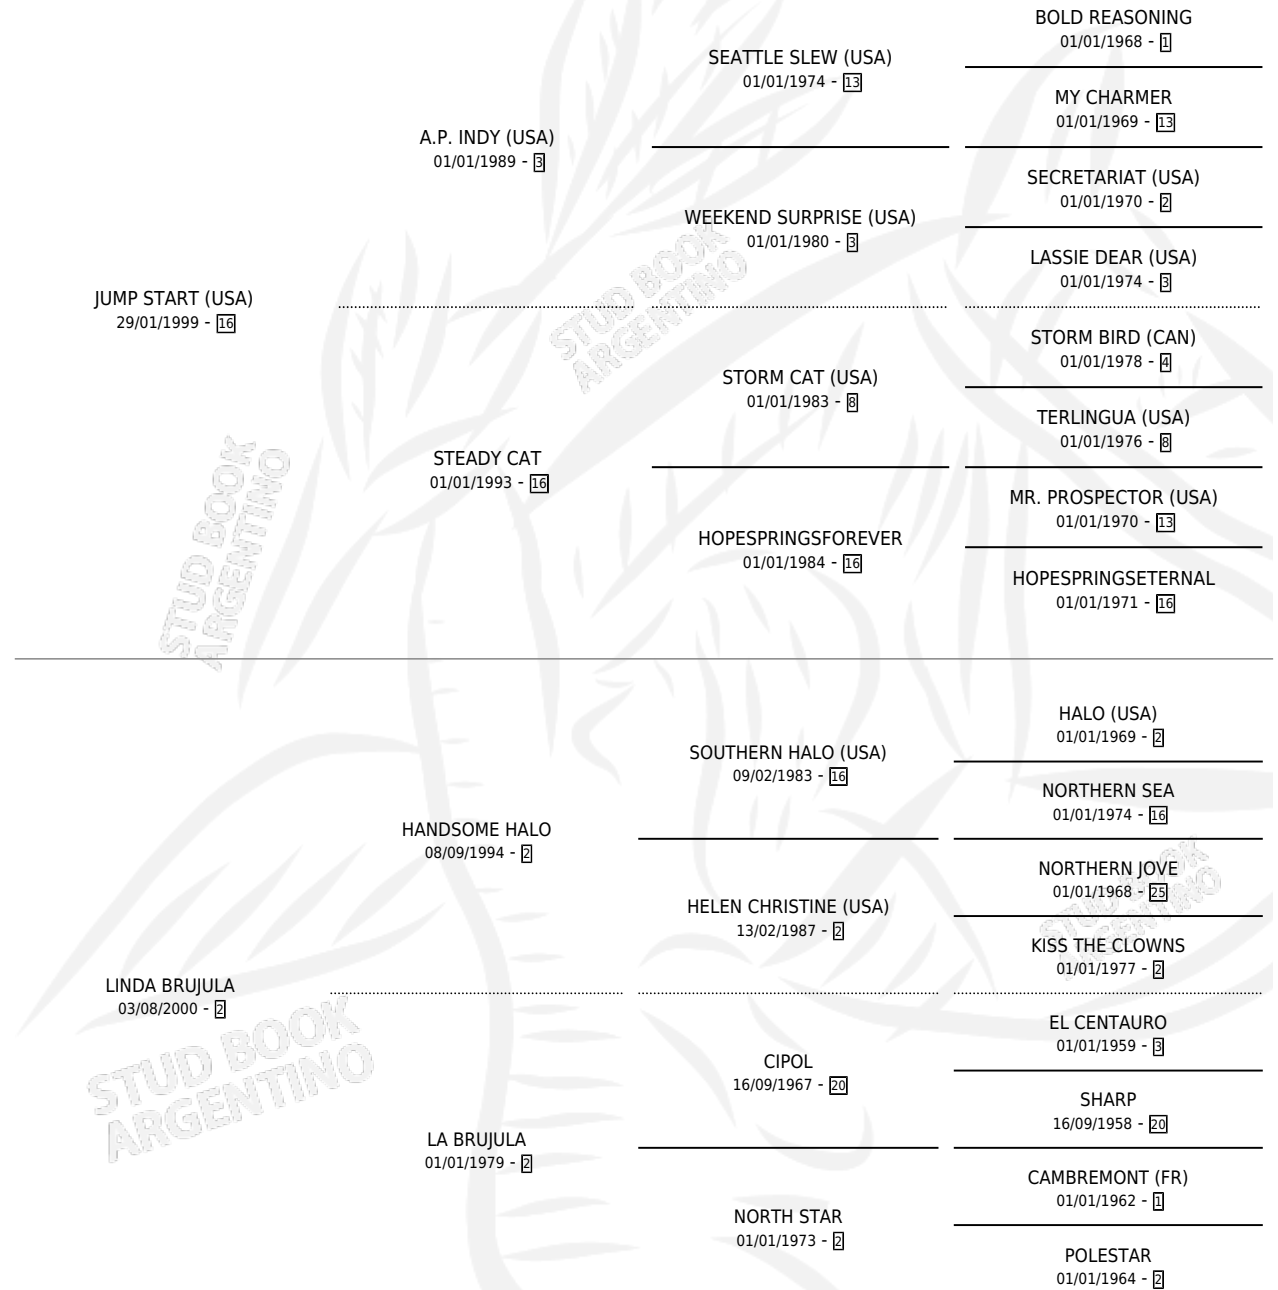 BOLD REASONING
01/01/1968 - 1
SEATTLE SLEW (USA)
01/01/1974 - 13
MY CHARMER
01/01/1969 - 13
A.P. INDY (USA)
01/01/1989 - 3
SECRETARIAT (USA)
01/01/1970 - 2
WEEKEND SURPRISE (USA)
01/01/1980 - 3
LASSIE DEAR (USA)
01/01/1974 - 3
JUMP START (USA)
29/01/1999 - 16
STORM BIRD (CAN)
01/01/1978 - 4
STORM CAT (USA)
01/01/1983 - 8
TERLINGUA (USA)
01/01/1976 - 8
STEADY CAT
01/01/1993 - 16
MR. PROSPECTOR (USA)
01/01/1970 - 13
HOPESPRINGSFOREVER
01/01/1984 - 16
HOPESPRINGSETERNAL
01/01/1971 - 16
HALO (USA)
01/01/1969 - 2
SOUTHERN HALO (USA)
09/02/1983 - 16
NORTHERN SEA
01/01/1974 - 16
HANDSOME HALO
08/09/1994 - 2
NORTHERN JOVE
01/01/1968 - 25
HELEN CHRISTINE (USA)
13/02/1987 - 2
KISS THE CLOWNS
01/01/1977 - 2
LINDA BRUJULA
03/08/2000 - 2
EL CENTAURO
01/01/1959 - 3
CIPOL
16/09/1967 - 20
SHARP
16/09/1958 - 20
LA BRUJULA
01/01/1979 - 2
CAMBREMONT (FR)
01/01/1962 - 1
NORTH STAR
01/01/1973 - 2
POLESTAR
01/01/1964 - 2
STUD BOOK
ARGENTINO
STUD BOOK
ARGENTINO
STUD BOOK
ARGENTINO
STUD BOOK
ARGENTINO